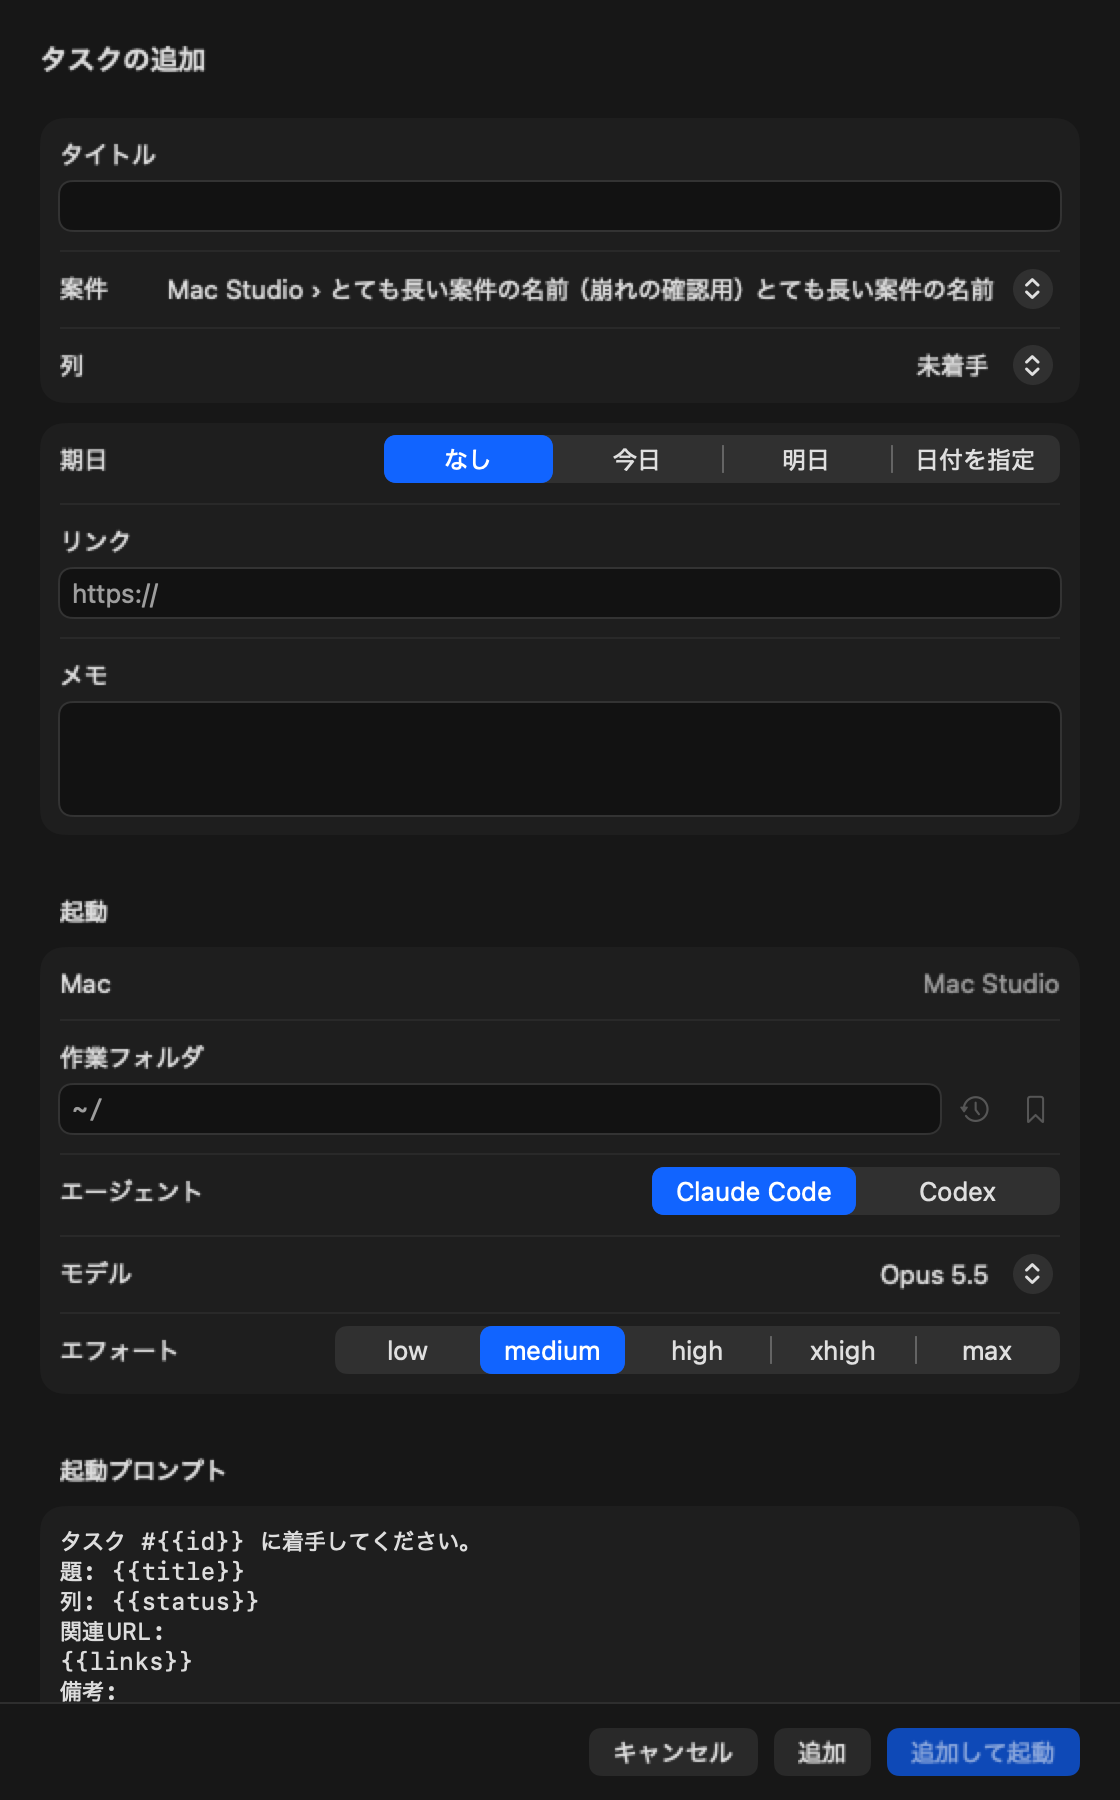 タスクの追加
タイトル
案件 Mac Studio › とても長い案件の名前（崩れの確認用）とても長い案件の名前
列 未着手
期日 なし 今日 明日 日付を指定
リンク
https://
メモ
起動
Mac Mac Studio
作業フォルダ
~/
エージェント Claude Code Codex
モデル Opus 5.5
エフォート low medium high xhigh max
起動プロンプト
タスク #{{id}} に着手してください。
題: {{title}}
列: {{status}}
関連URL:
{{links}}
備考:
キャンセル 追加 追加して起動